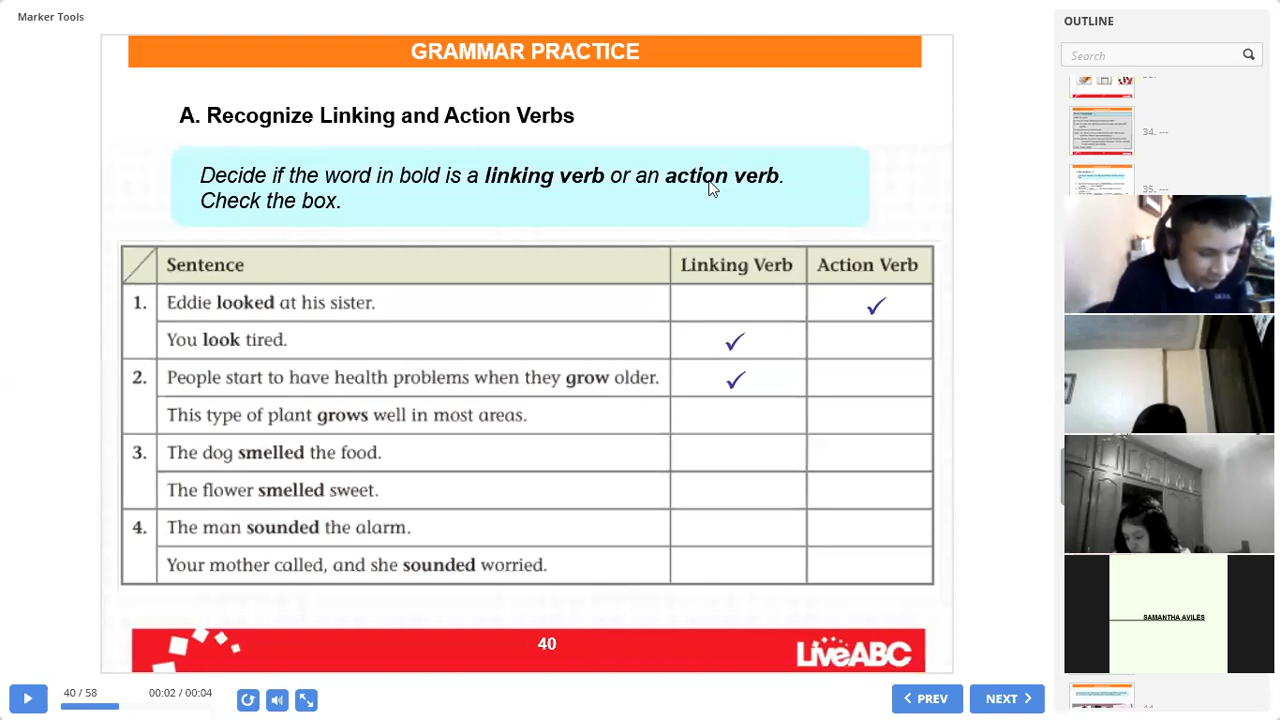 Marker Tools
OUTLINE
Search
34. ---
35. ---
GRAMMAR PRACTICE
A. Recognize Linking and Action Verbs
Decide if the word in bold is a linking verb or an action verb.
Check the box.
Sentence Linking Verb Action Verb
1. Eddie looked at his sister. ✓
You look tired. ✓
2. People start to have health problems when they grow older. ✓
This type of plant grows well in most areas.
3. The dog smelled the food.
The flower smelled sweet.
4. The man sounded the alarm.
Your mother called, and she sounded worried.
40
LiveABC
SAMANTHA AVILÉS
40 / 58
00:02 / 00:04
PREV
NEXT